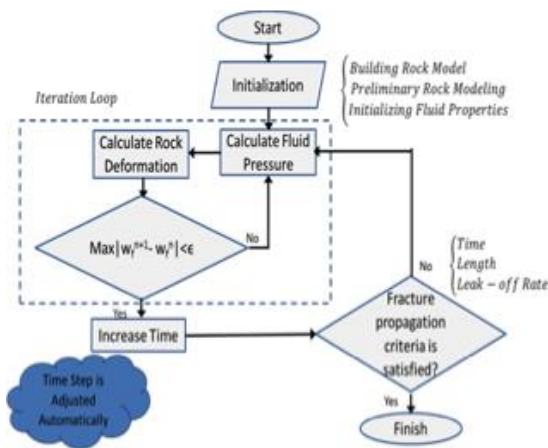 Start
Initialization
Building Rock Model
Preliminary Rock Modeling
Initializing Fluid Properties
Iteration Loop
Calculate Rock
Deformation
Calculate Fluid
Pressure
Max|wfⁿ⁺¹- wfⁿ|<ϵ
No
Yes
Increase Time
Time Step is
Adjusted
Automatically
No
Time
Length
Leak – off Rate
Fracture
propagation
criteria is
satisfied?
Yes
Finish